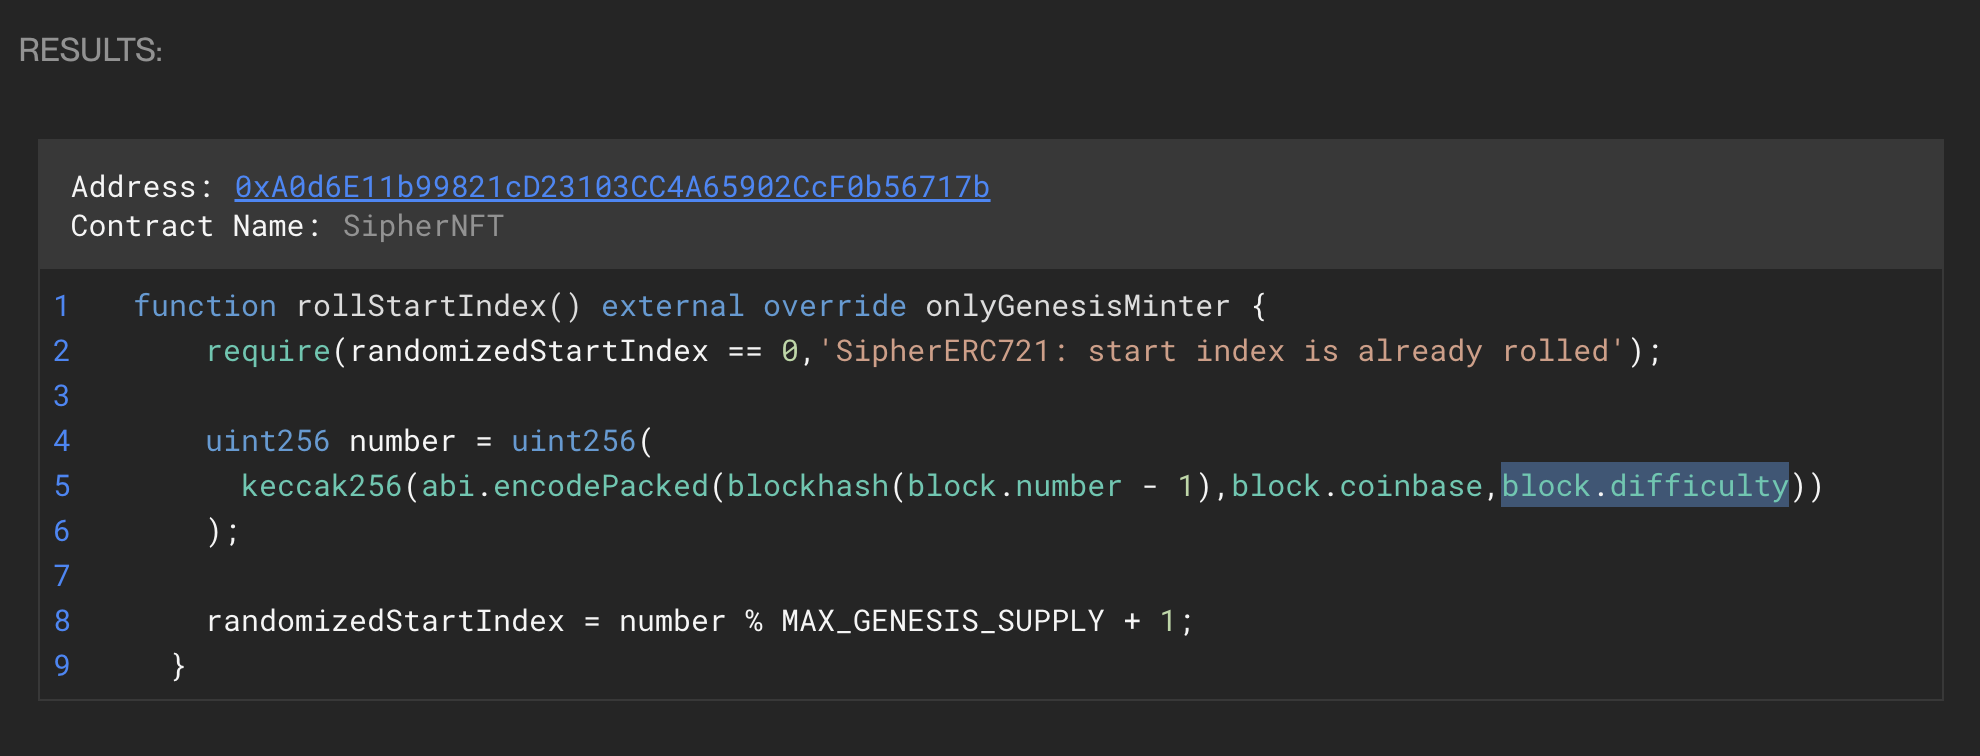 RESULTS:
Address: 0xA0d6E11b99821cD23103CC4A65902CcF0b56717b
Contract Name: SipherNFT
1 function rollStartIndex() external override onlyGenesisMinter {
2 require(randomizedStartIndex == 0,'SipherERC721: start index is already rolled');
3
4 uint256 number = uint256(
5 keccak256(abi.encodePacked(blockhash(block.number - 1),block.coinbase,block.difficulty))
6 );
7
8 randomizedStartIndex = number % MAX_GENESIS_SUPPLY + 1;
9 }